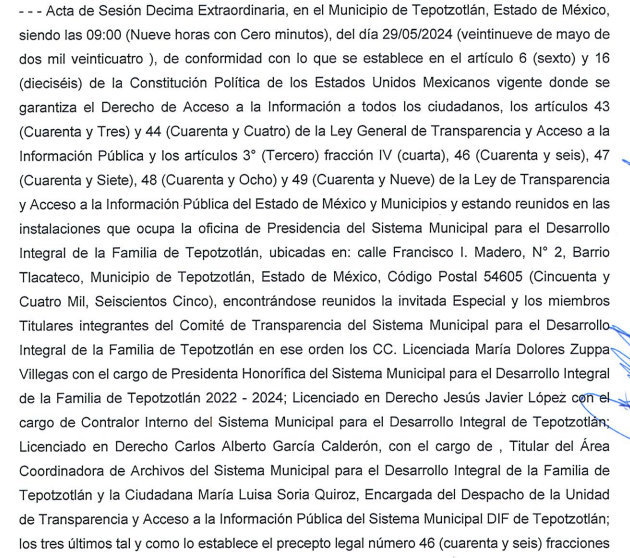 - - - Acta de Sesión Decima Extraordinaria, en el Municipio de Tepotzotlán, Estado de México,
siendo las 09:00 (Nueve horas con Cero minutos), del día 29/05/2024 (veintinueve de mayo de
dos mil veinticuatro ), de conformidad con lo que se establece en el artículo 6 (sexto) y 16
(dieciséis) de la Constitución Política de los Estados Unidos Mexicanos vigente donde se
garantiza el Derecho de Acceso a la Información a todos los ciudadanos, los artículos 43
(Cuarenta y Tres) y 44 (Cuarenta y Cuatro) de la Ley General de Transparencia y Acceso a la
Información Pública y los artículos 3° (Tercero) fracción IV (cuarta), 46 (Cuarenta y seis), 47
(Cuarenta y Siete), 48 (Cuarenta y Ocho) y 49 (Cuarenta y Nueve) de la Ley de Transparencia
y Acceso a la Información Pública del Estado de México y Municipios y estando reunidos en las
instalaciones que ocupa la oficina de Presidencia del Sistema Municipal para el Desarrollo
Integral de la Familia de Tepotzotlán, ubicadas en: calle Francisco I. Madero, N° 2, Barrio
Tlacateco, Municipio de Tepotzotlán, Estado de México, Código Postal 54605 (Cincuenta y
Cuatro Mil, Seiscientos Cinco), encontrándose reunidos la invitada Especial y los miembros
Titulares integrantes del Comité de Transparencia del Sistema Municipal para el Desarrollo
Integral de la Familia de Tepotzotlán en ese orden los CC. Licenciada María Dolores Zuppa
Villegas con el cargo de Presidenta Honorífica del Sistema Municipal para el Desarrollo Integral
de la Familia de Tepotzotlán 2022 - 2024; Licenciado en Derecho Jesús Javier López con el
cargo de Contralor Interno del Sistema Municipal para el Desarrollo Integral de Tepotzotlán;
Licenciado en Derecho Carlos Alberto García Calderón, con el cargo de , Titular del Área
Coordinadora de Archivos del Sistema Municipal para el Desarrollo Integral de la Familia de
Tepotzotlán y la Ciudadana María Luisa Soria Quiroz, Encargada del Despacho de la Unidad
de Transparencia y Acceso a la Información Pública del Sistema Municipal DIF de Tepotzotlán;
los tres últimos tal y como lo establece el precepto legal número 46 (cuarenta y seis) fracciones